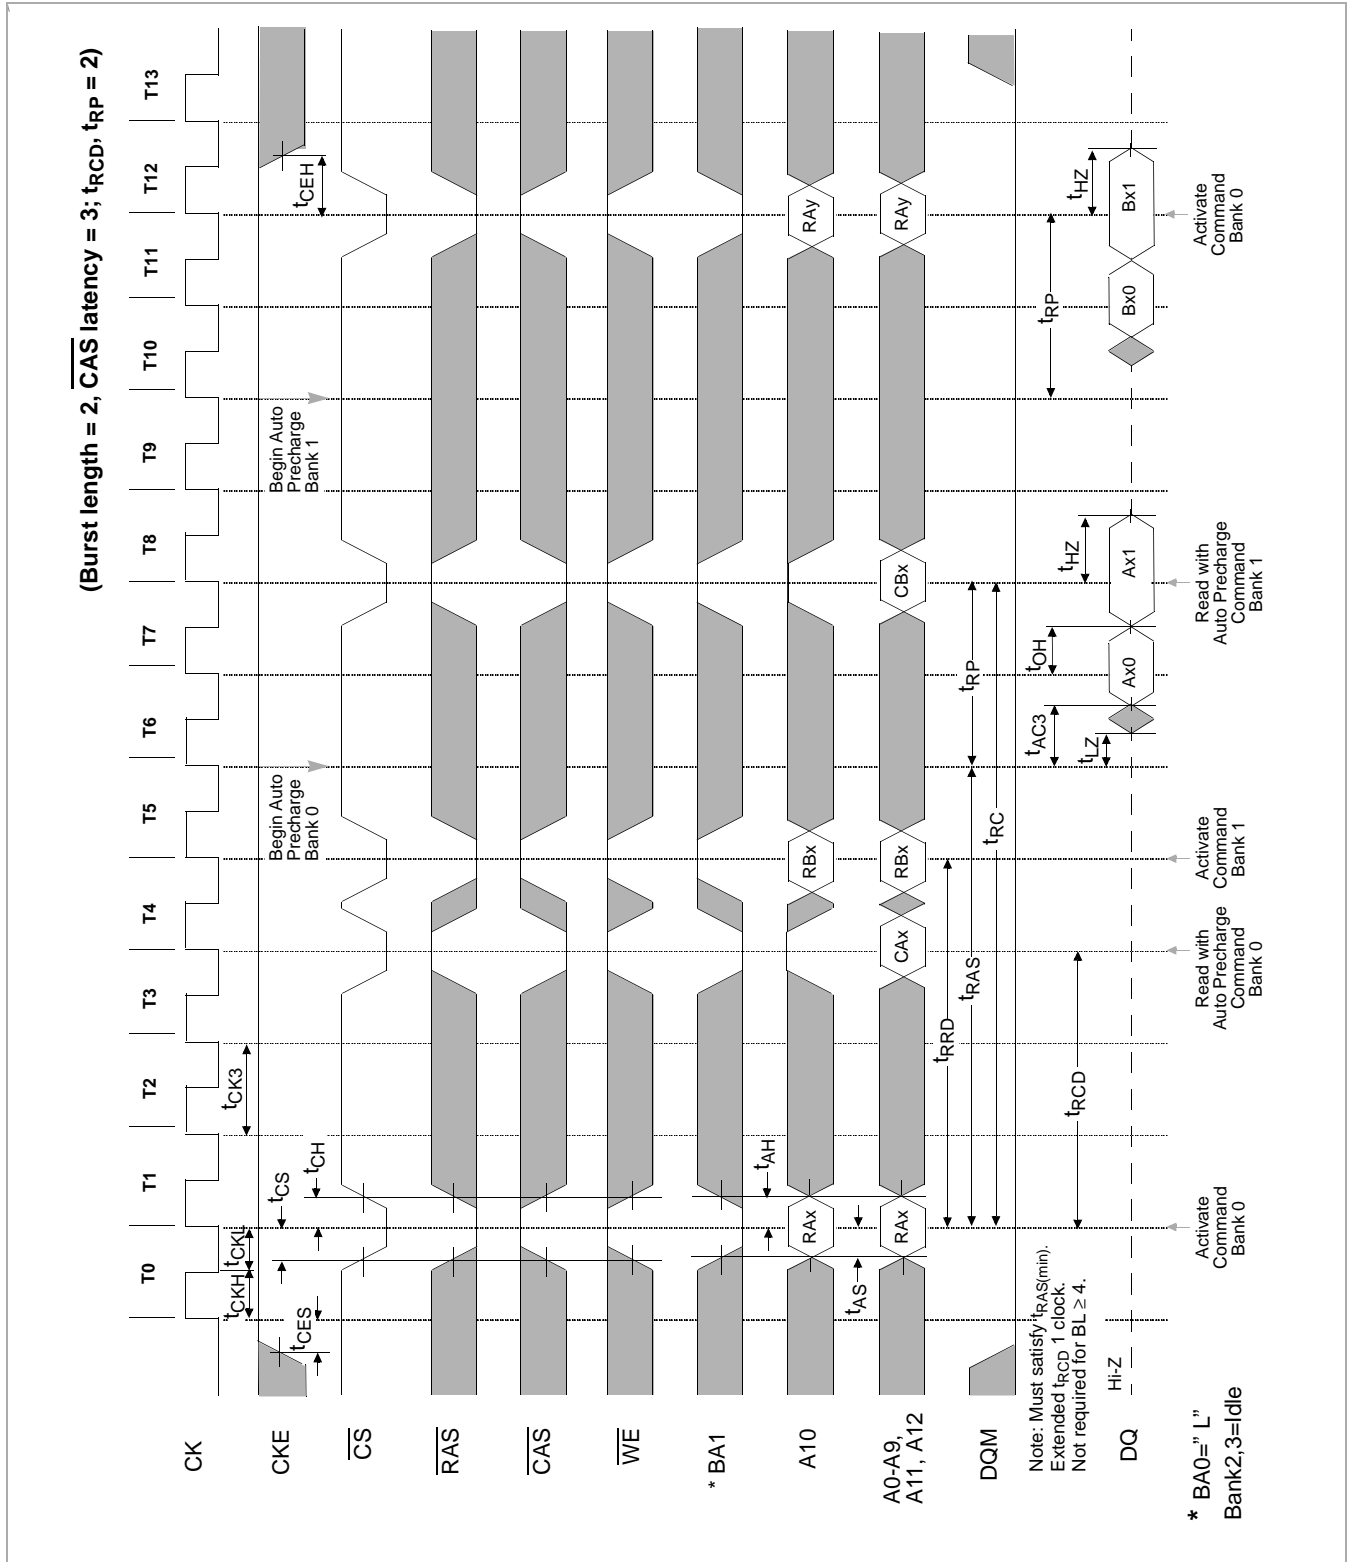 (Burst length = 2, CAS latency = 3; tRCD, tRP = 2)
T0 T1 T2 T3 T4 T5 T6 T7 T8 T9 T10 T11 T12 T13
CK
tCKH tCKL tCK3
CKE
tCES tCS tCH
Begin Auto
Precharge
Bank 0
Begin Auto
Precharge
Bank 1
tCEH
CS
RAS
CAS
WE
* BA1
tAH
A10
RAx RBx RAy
A0-A9,
A11, A12
RAx CAx RBx CBx RAy
tAS
tRRD
tRAS
tRP
tRC
DQM
tRP
Note: Must satisfy tRAS(min).
Extended tRCD 1 clock.
Not required for BL ≥ 4.
tRCD
tAC3
tLZ
tOH
tHZ
tHZ
DQ
Hi-Z
Ax0 Ax1 Bx0 Bx1
Activate
Command
Bank 0
Read with
Auto Precharge
Command
Bank 0
Activate
Command
Bank 1
Read with
Auto Precharge
Command
Bank 1
Activate
Command
Bank 0
* BA0=” L”
Bank2,3=Idle